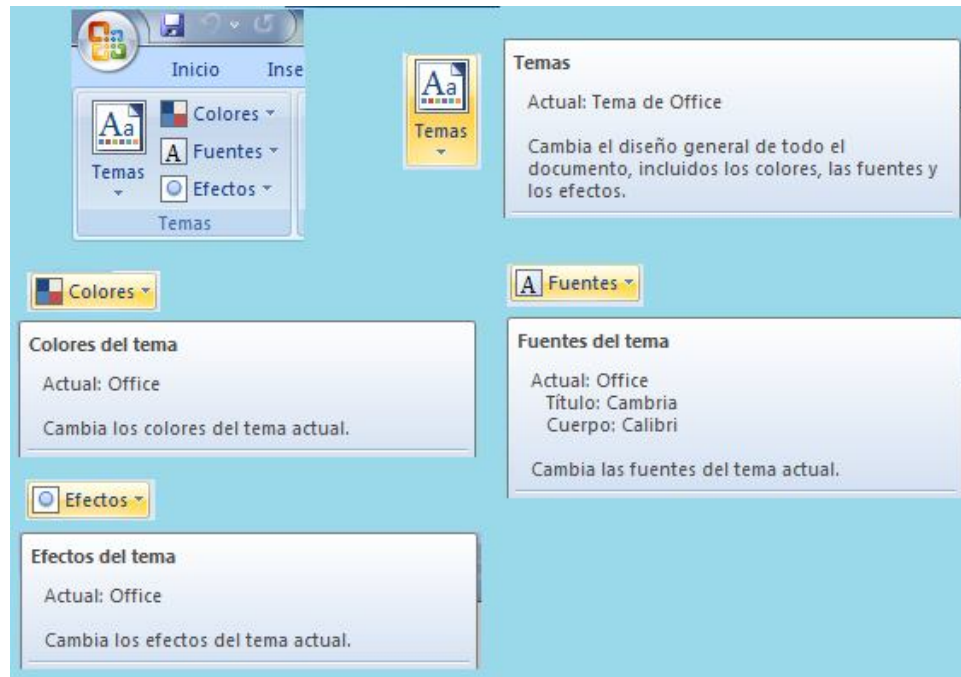 Inicio Inse
Temas
Colores
Fuentes
Efectos
Temas
Temas
Temas
Actual: Tema de Office
Cambia el diseño general de todo el
documento, incluidos los colores, las fuentes y
los efectos.
Colores
Colores del tema
Actual: Office
Cambia los colores del tema actual.
Fuentes
Fuentes del tema
Actual: Office
Título: Cambria
Cuerpo: Calibri
Cambia las fuentes del tema actual.
Efectos
Efectos del tema
Actual: Office
Cambia los efectos del tema actual.